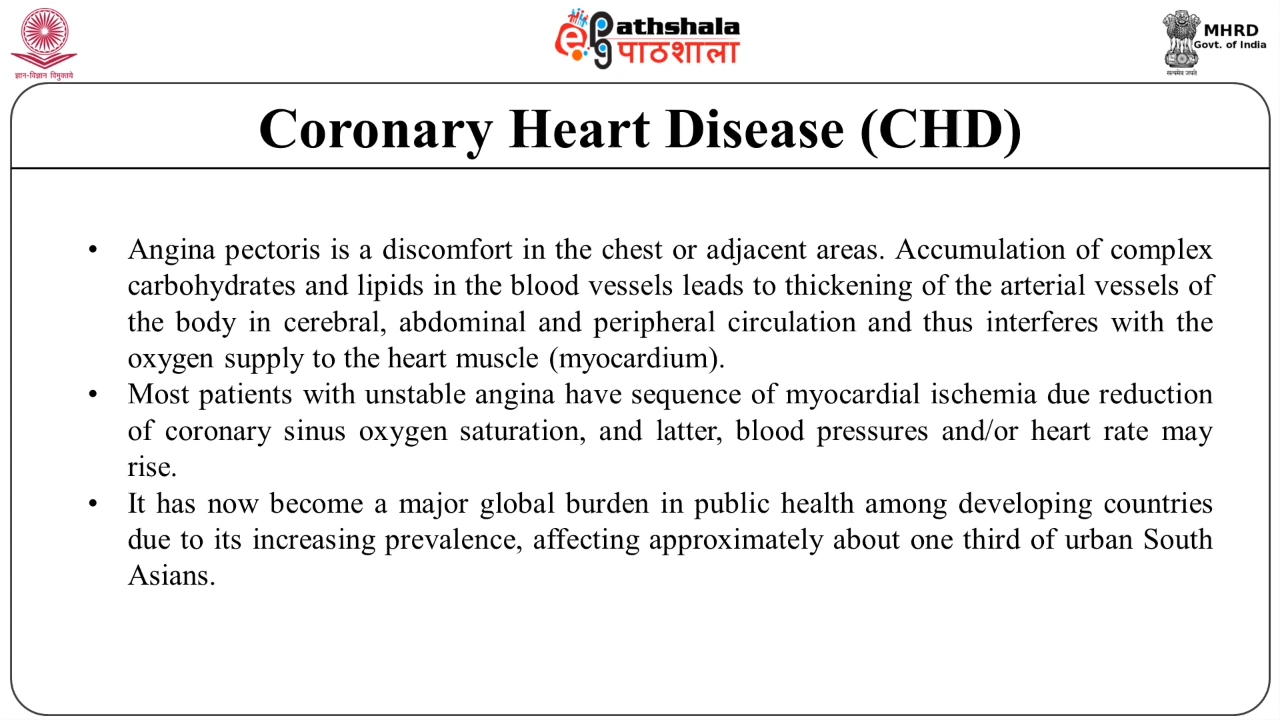 ज्ञान-विज्ञान विमुक्तये
ePathshala
पाठशाला
MHRD
Govt. of India
सत्यमेव जयते
Coronary Heart Disease (CHD)
• Angina pectoris is a discomfort in the chest or adjacent areas. Accumulation of complex
carbohydrates and lipids in the blood vessels leads to thickening of the arterial vessels of
the body in cerebral, abdominal and peripheral circulation and thus interferes with the
oxygen supply to the heart muscle (myocardium).
• Most patients with unstable angina have sequence of myocardial ischemia due reduction
of coronary sinus oxygen saturation, and latter, blood pressures and/or heart rate may
rise.
• It has now become a major global burden in public health among developing countries
due to its increasing prevalence, affecting approximately about one third of urban South
Asians.